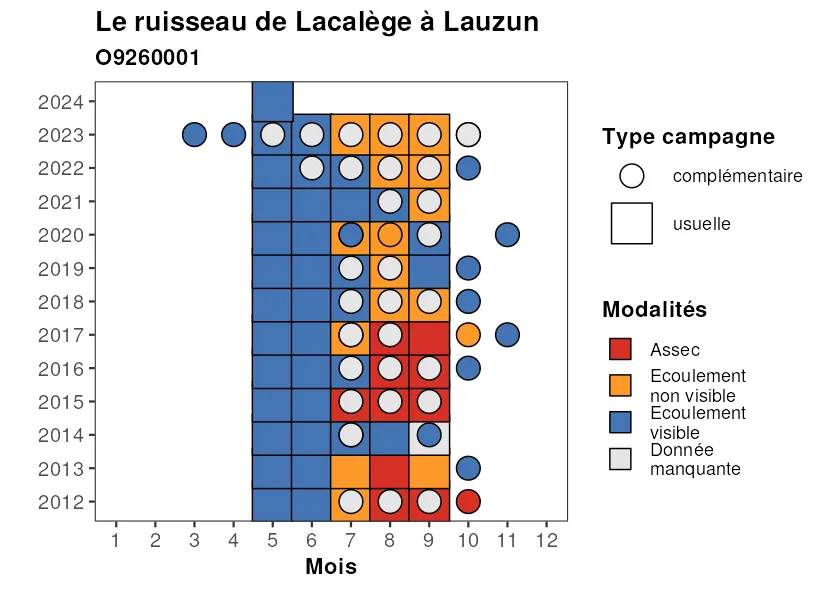 Le ruisseau de Lacalège à Lauzun
O9260001
2024
2023
2022
2021
2020
2019
2018
2017
2016
2015
2014
2013
2012
1 2 3 4 5 6 7 8 9 10 11 12
Mois
Type campagne
complémentaire
usuelle
Modalités
Assec
Ecoulement
non visible
Ecoulement
visible
Donnée
manquante